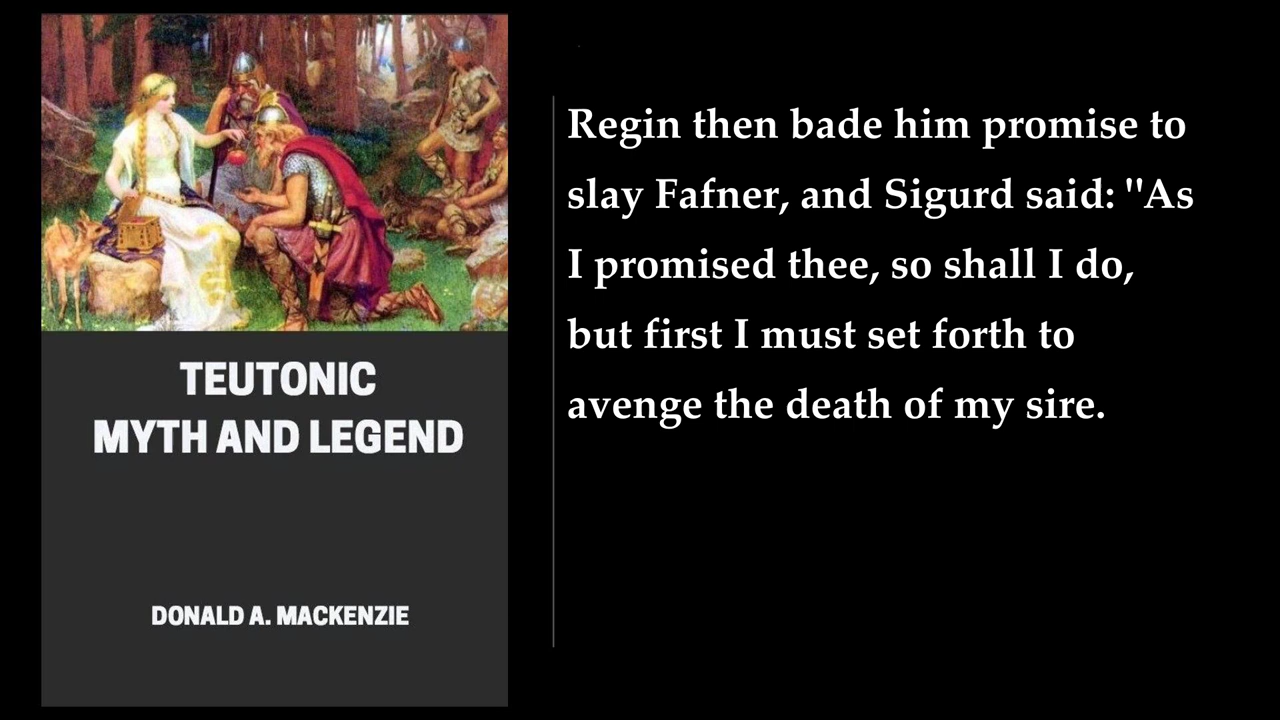 TEUTONIC
MYTH AND LEGEND
DONALD A. MACKENZIE
Regin then bade him promise to
slay Fafner, and Sigurd said: "As
I promised thee, so shall I do,
but first I must set forth to
avenge the death of my sire.